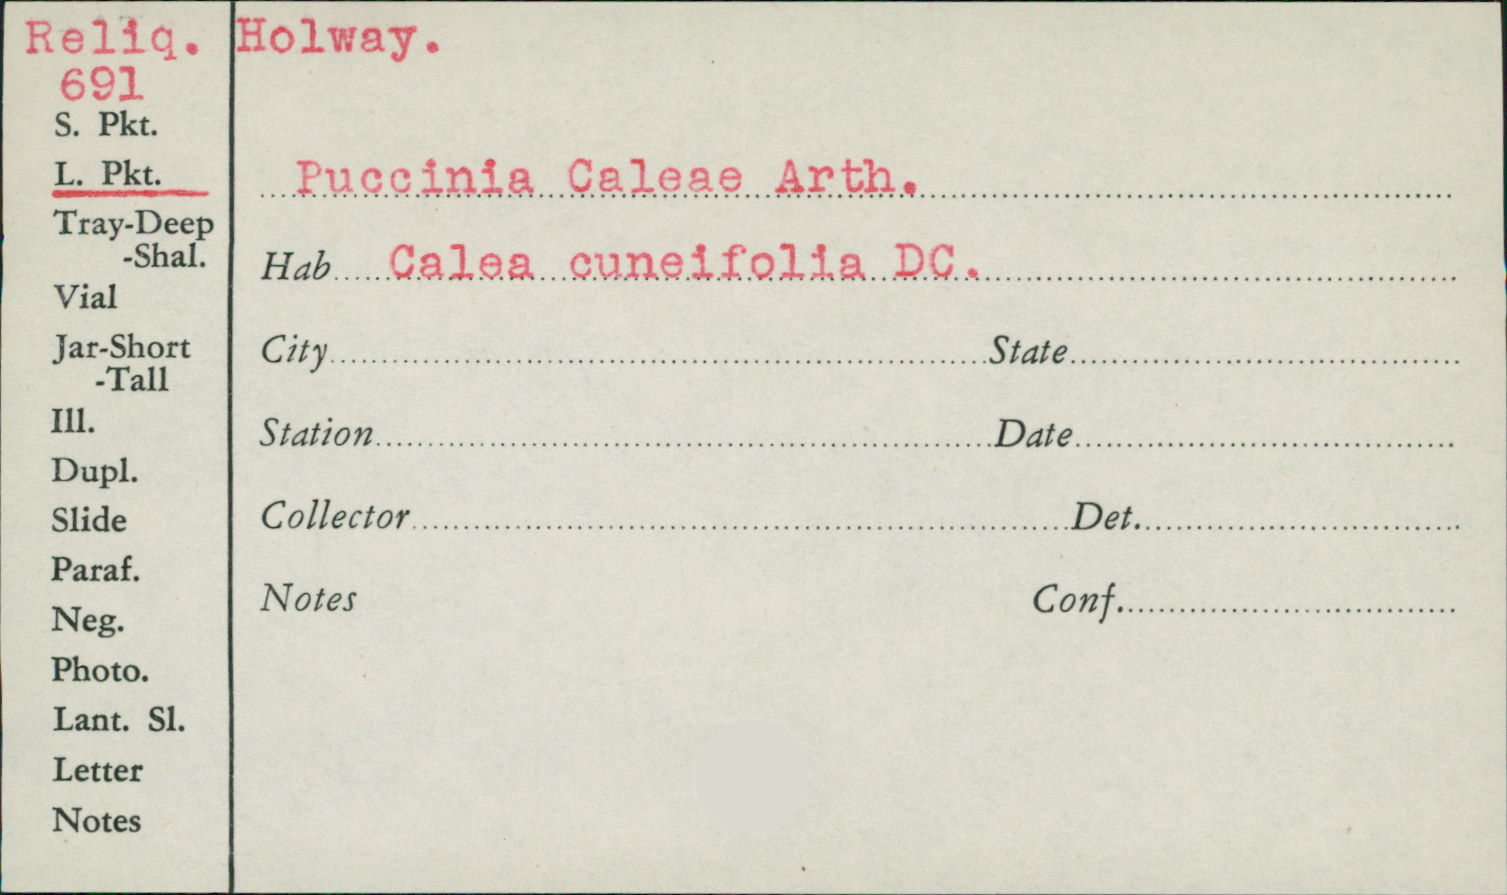 Reliq. Holway.
691
S. Pkt.
L. Pkt.
Puccinia Caleae Arth.
Tray-Deep
-Shal.
Hab Calea cuneifolia DC.
Vial
Jar-Short
-Tall
City State
Ill.
Station Date
Dupl.
Slide
Collector Det.
Paraf.
Notes Conf.
Neg.
Photo.
Lant. Sl.
Letter
Notes